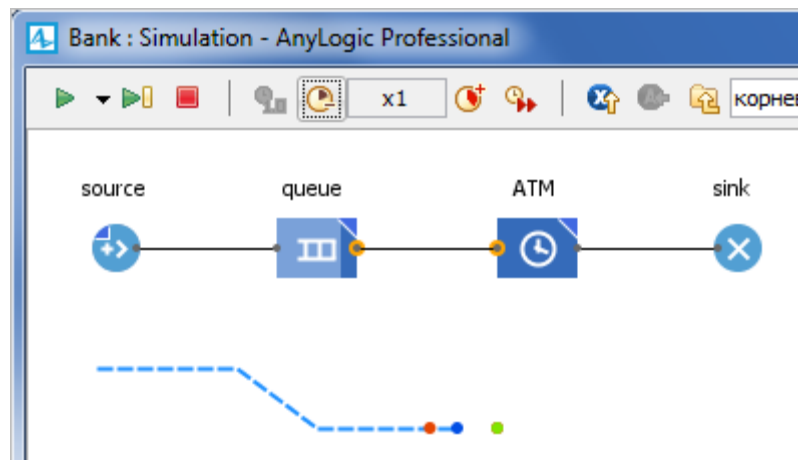 Bank : Simulation - AnyLogic Professional
x1
корнев
source queue ATM sink